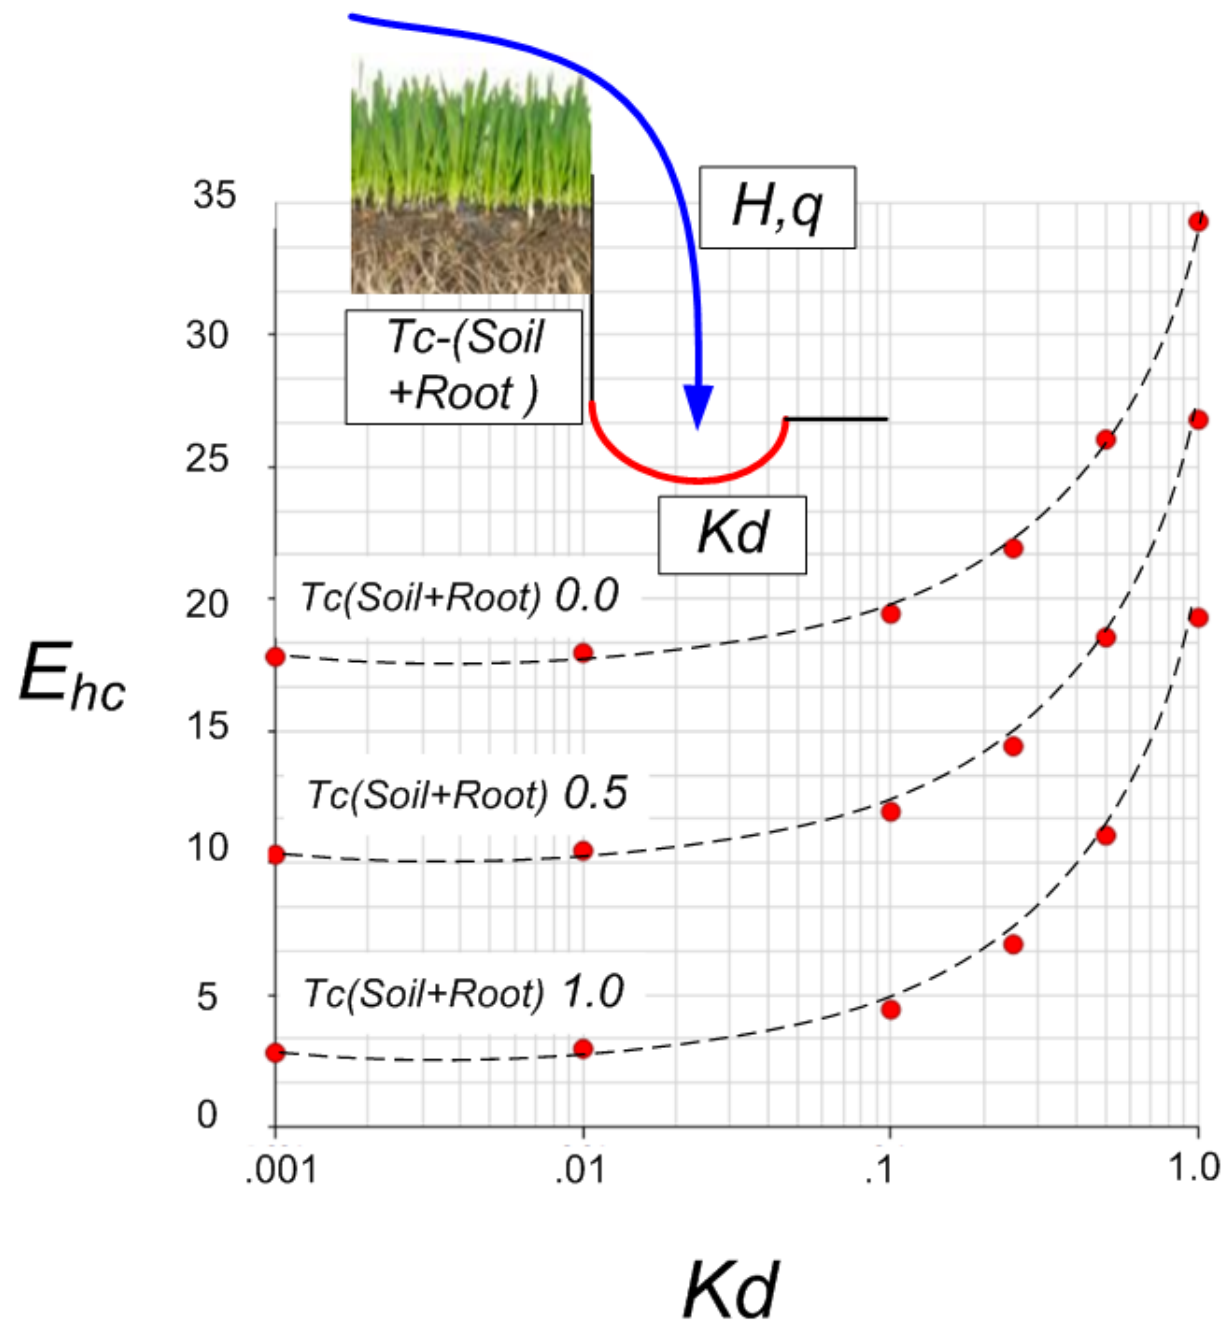 H,q
35
Tc-(Soil
+Root )
30
25
Kd
20
Tc(Soil+Root) 0.0
Ehc
15
Tc(Soil+Root) 0.5
10
Tc(Soil+Root) 1.0
5
0
.001 .01 .1 1.0
Kd